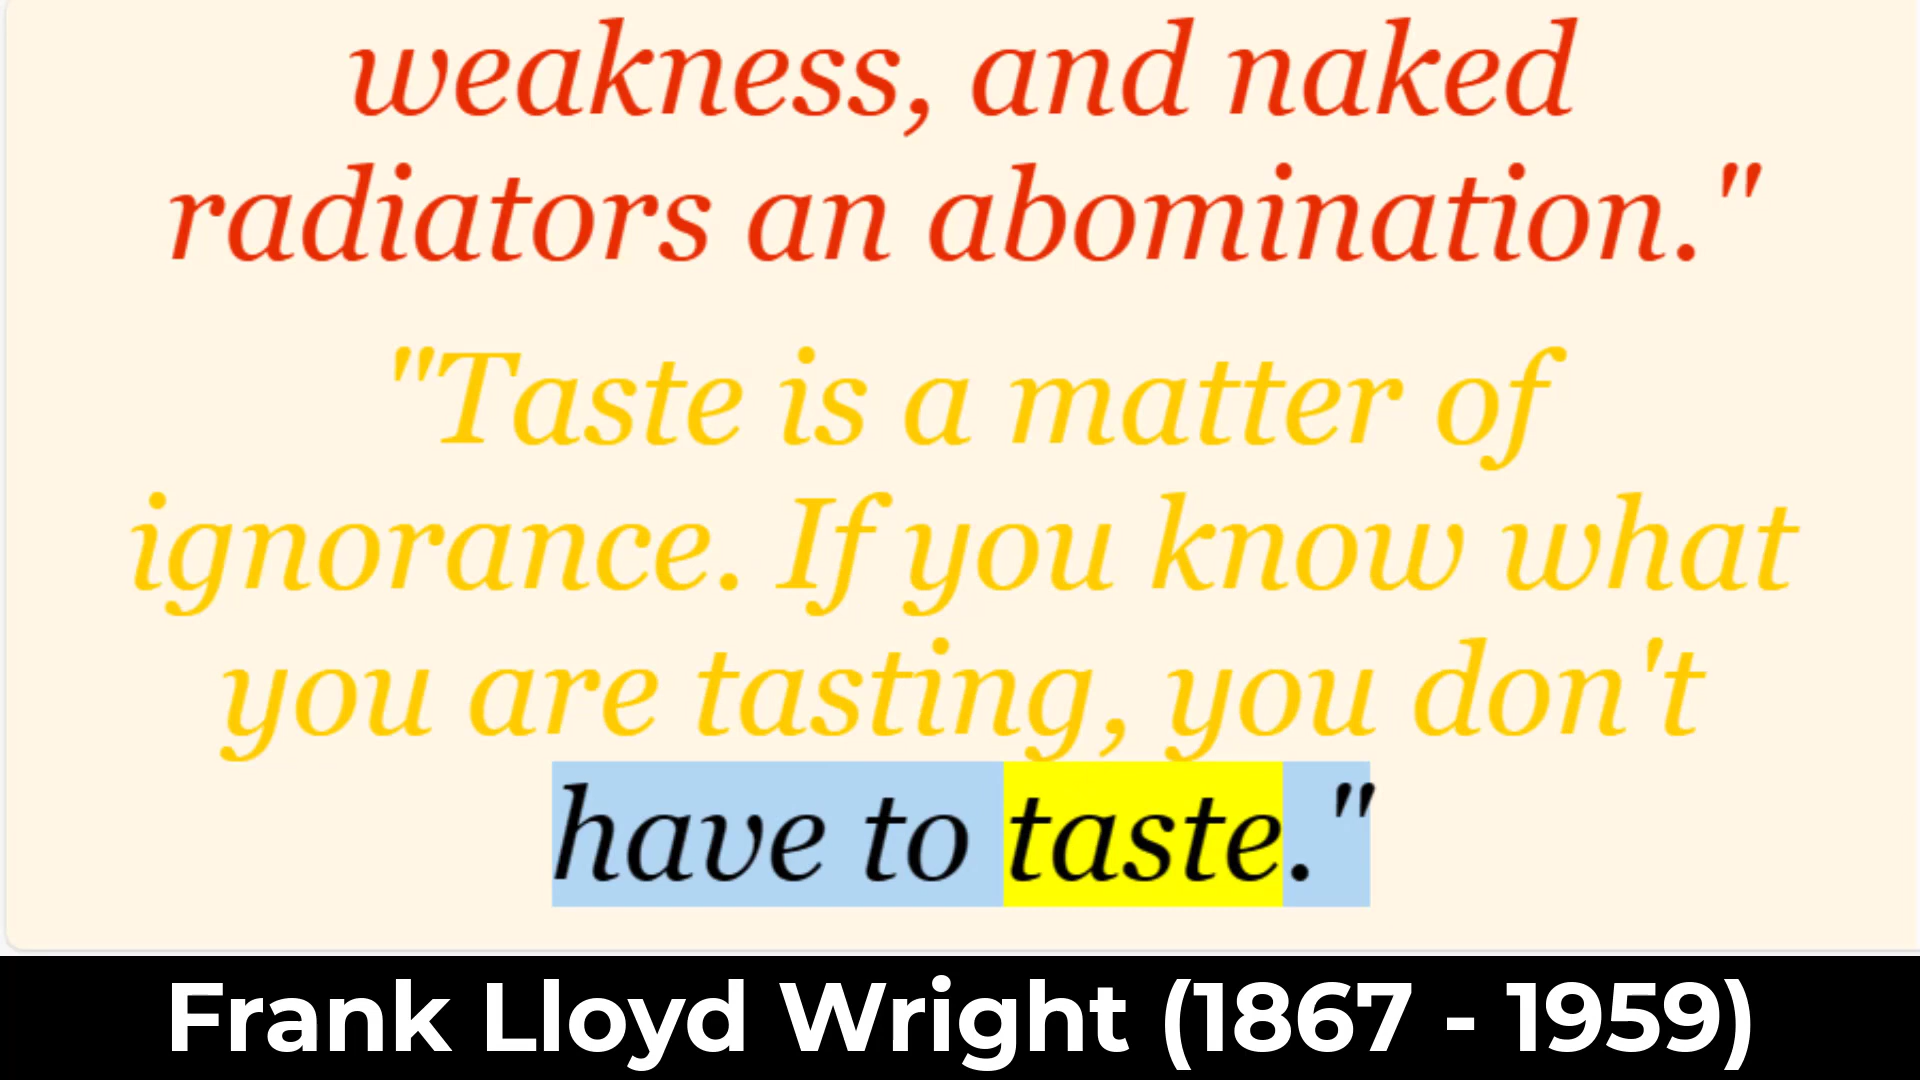 weakness, and naked
radiators an abomination."
"Taste is a matter of
ignorance. If you know what
you are tasting, you don't
have to taste."
Frank Lloyd Wright (1867 - 1959)